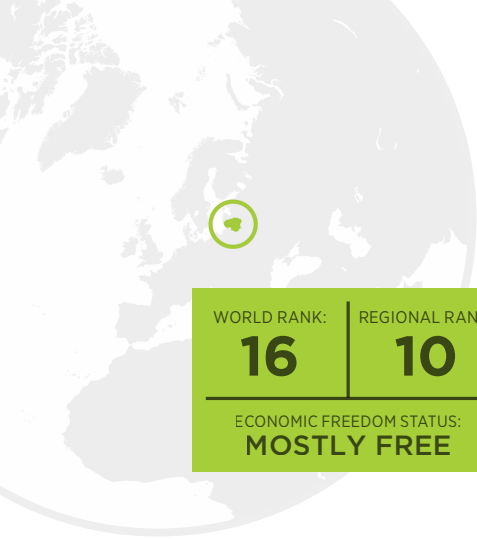 WORLD RANK:
REGIONAL RAN
16
10
ECONOMIC FREEDOM STATUS:
MOSTLY FREE